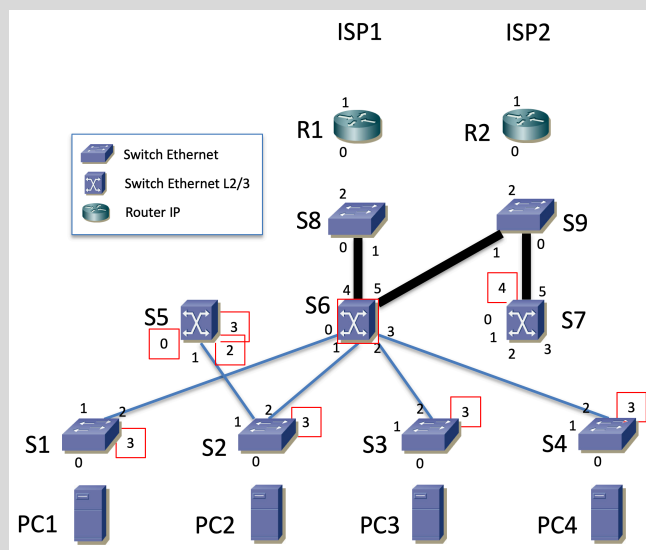 ISP1 ISP2
1 1
R1 R2
0 0
Switch Ethernet
Switch Ethernet L2/3
Router IP
2 2
S8 S9
0 1 1 0
4 5 4 5
S5 S6 S7
3 0 3 0
0 2 1 2 1 3
1 2
1 2 1 2 3 2 3 2 3
S1 3 S2 1 S3 1 S4
0 0 0 0
PC1 PC2 PC3 PC4